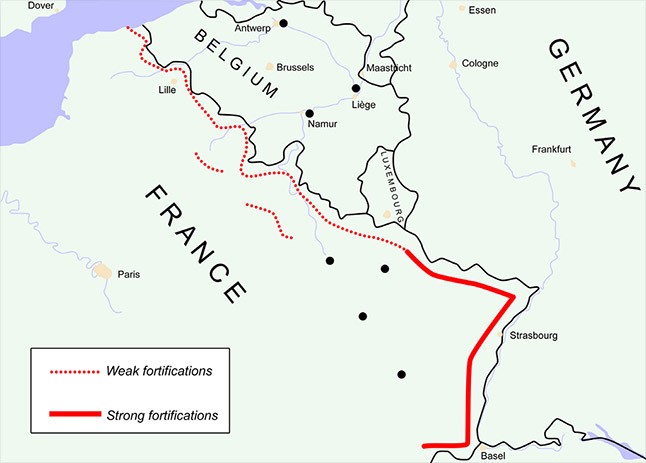 Dover
Essen
Antwerp
BELGIUM
GERMANY
Brussels
Maastricht
Cologne
Lille
Liège
Namur
Frankfurt
LUXEMBOURG
FRANCE
Paris
Strasbourg
Weak fortifications
Strong fortifications
Basel